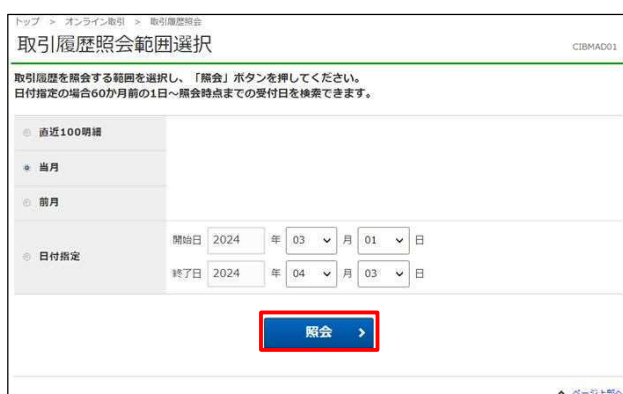 トップ > オンライン取引 > 取引履歴照会
取引履歴照会範囲選択
CIBMAD01
取引履歴を照会する範囲を選択し、「照会」ボタンを押してください。
日付指定の場合60か月前の1日～照会時点までの受付日を検索できます。
直近100明細
当月
前月
日付指定
開始日 2024 年 03 月 01 日
終了日 2024 年 04 月 03 日
照会
ページ上部へ